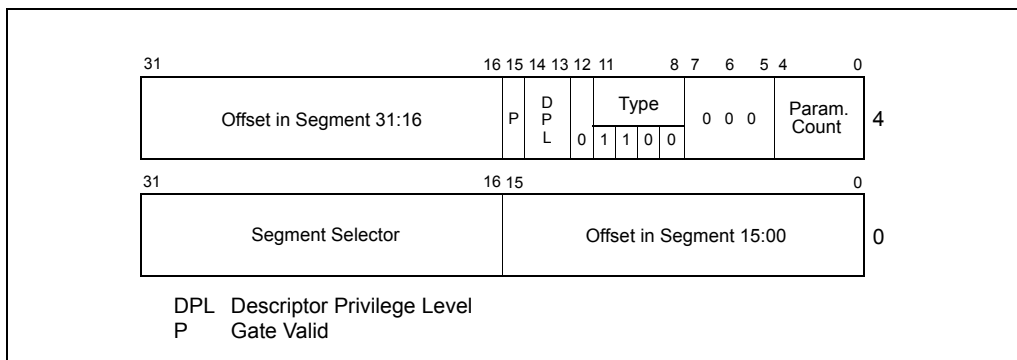 31 16 15 14 13 12 11 8 7 6 5 4 0
Offset in Segment 31:16 P D P L 0 Type 1 1 0 0 0 0 0 Param. Count 4
31 16 15 0
Segment Selector Offset in Segment 15:00 0
DPL Descriptor Privilege Level
P Gate Valid